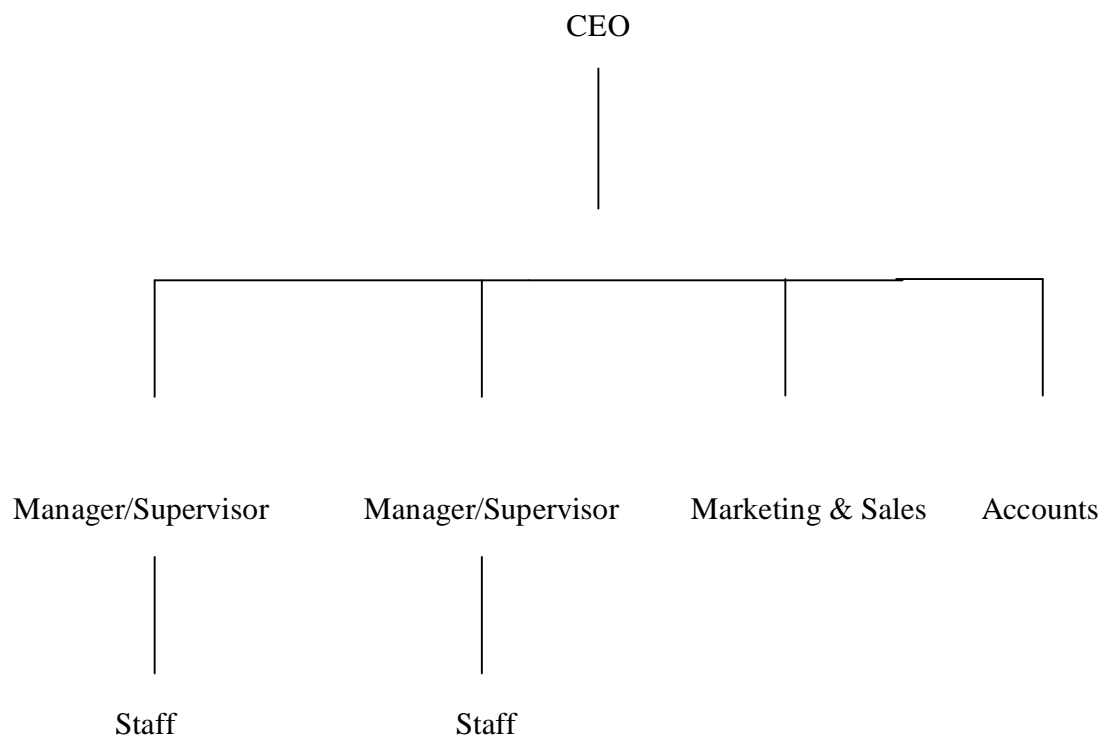 CEO
Manager/Supervisor Manager/Supervisor Marketing & Sales Accounts
Staff Staff